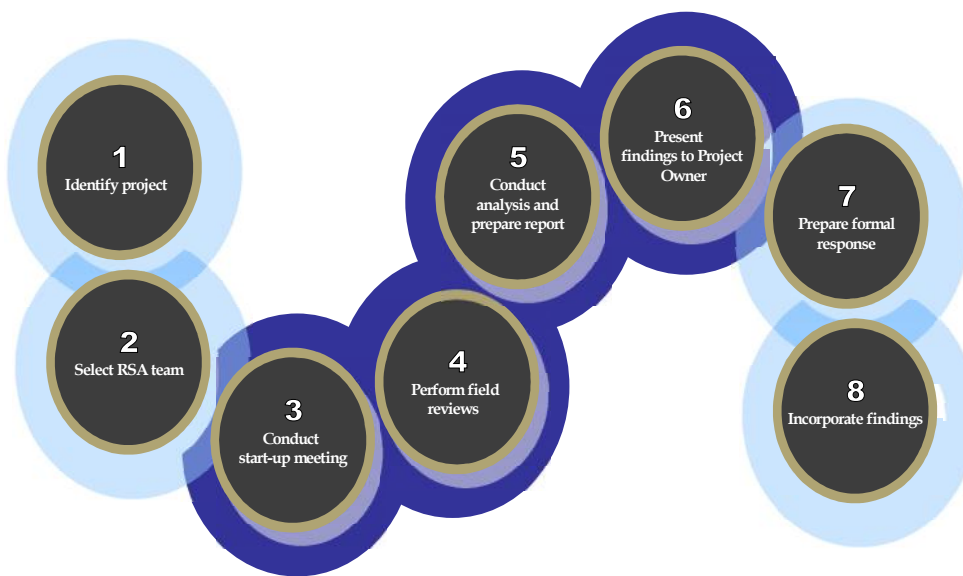 1
Identify project
2
Select RSA team
3
Conduct
start-up meeting
4
Perform field
reviews
5
Conduct
analysis and
prepare report
6
Present
findings to Project
Owner
7
Prepare formal
response
8
Incorporate findings